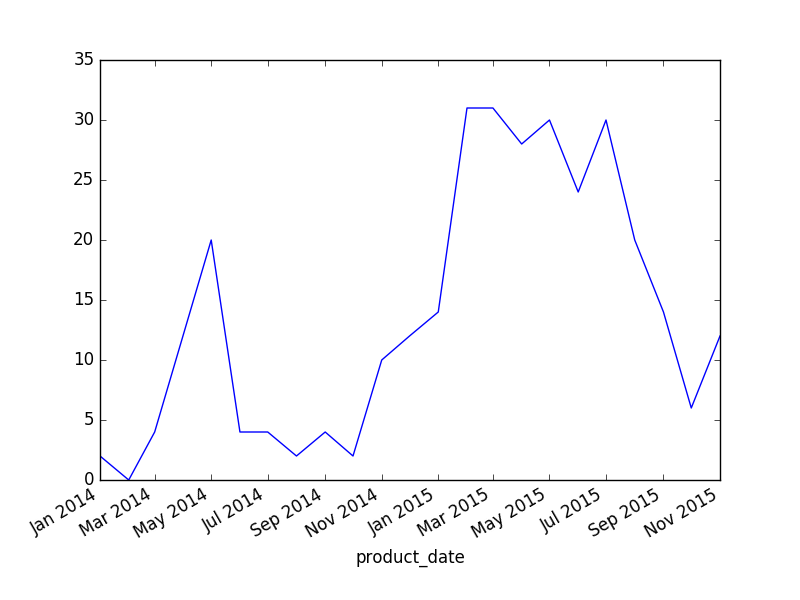 35
30
25
20
15
10
5
0
Jan 2014
Mar 2014
May 2014
Jul 2014
Sep 2014
Nov 2014
Jan 2015
Mar 2015
May 2015
Jul 2015
Sep 2015
Nov 2015
product_date